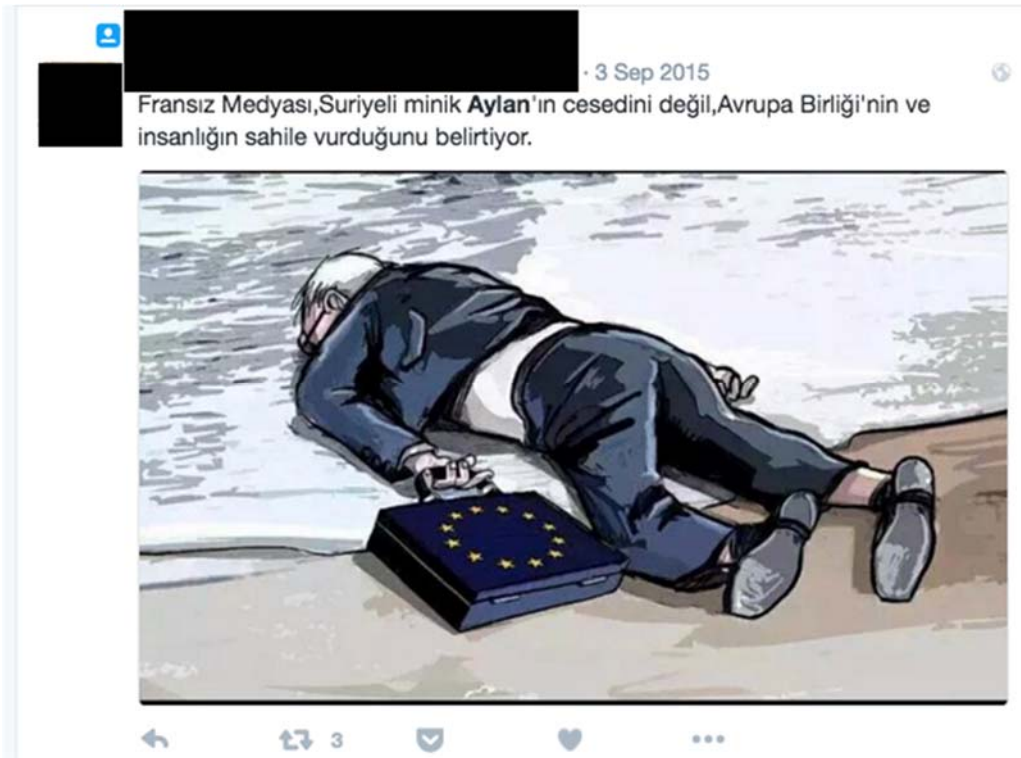 · 3 Sep 2015
Fransız Medyası,Suriyeli minik Aylan'ın cesedini değil,Avrupa Birliği'nin ve
insanlığın sahile vurduğunu belirtiyor.
3